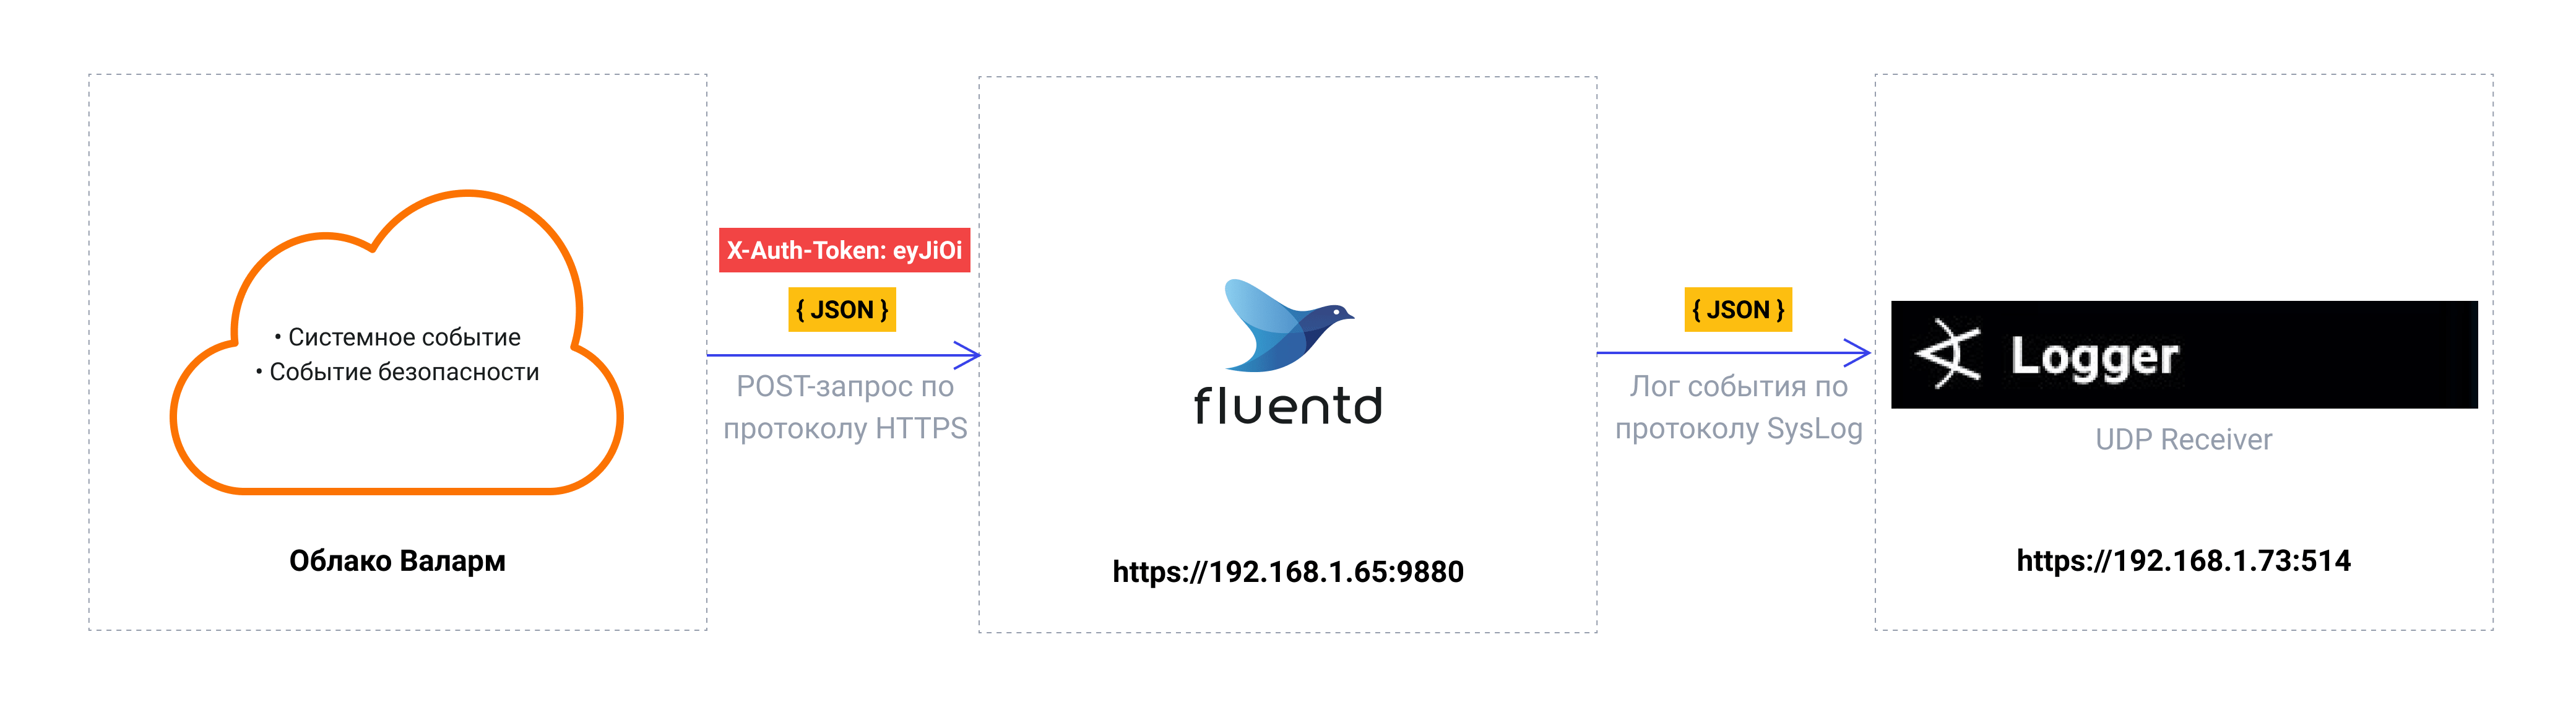 • Системное событие
• Событие безопасности
Облако Валарм
X-Auth-Token: eyJiOi
{ JSON }
POST-запрос по
протоколу HTTPS
fluentd
https://192.168.1.65:9880
{ JSON }
Лог события по
протоколу SysLog
Logger
UDP Receiver
https://192.168.1.73:514